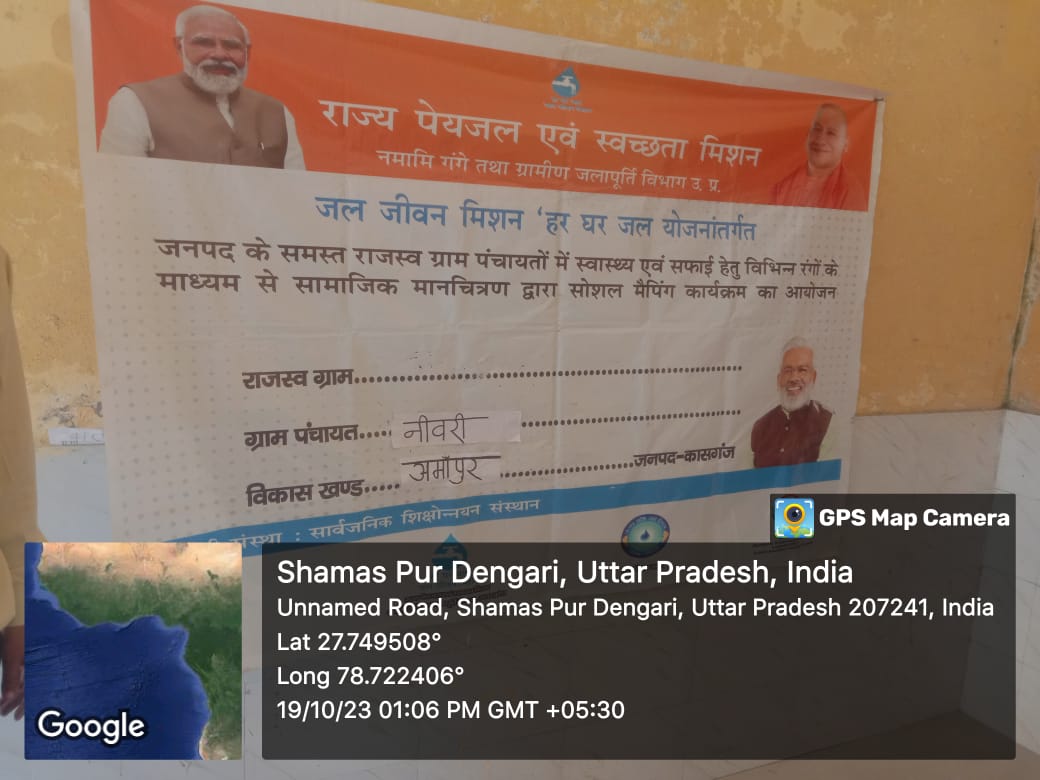 राज्य पेयजल एवं स्वच्छता मिशन
नमामि गंगे तथा ग्रामीण जलापूर्ति विभाग उ. प्र.
जल जीवन मिशन 'हर घर जल योजनांतर्गत
जनपद के समस्त राजस्व ग्राम पंचायतों में स्वास्थ्य एवं सफाई हेतु विभिन्न रंगों के
माध्यम से सामाजिक मानचित्रण द्वारा सोशल मैपिंग कार्यक्रम का आयोजन
राजस्व ग्राम....................................................
ग्राम पंचायत..... नीवरी ..............................
विकास खण्ड..... अमाँपुर ..................जनपद-कासगंज
संस्था : सार्वजनिक शिक्षोन्नयन संस्थान
GPS Map Camera
Shamas Pur Dengari, Uttar Pradesh, India
Unnamed Road, Shamas Pur Dengari, Uttar Pradesh 207241, India
Lat 27.749508°
Long 78.722406°
19/10/23 01:06 PM GMT +05:30
Google